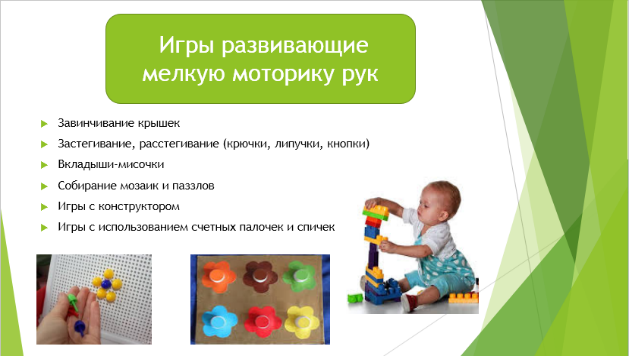 Игры развивающие
мелкую моторику рук
Завинчивание крышек
Застегивание, расстегивание (крючки, липучки, кнопки)
Вкладыши-мисочки
Собирание мозаик и паззлов
Игры с конструктором
Игры с использованием счетных палочек и спичек